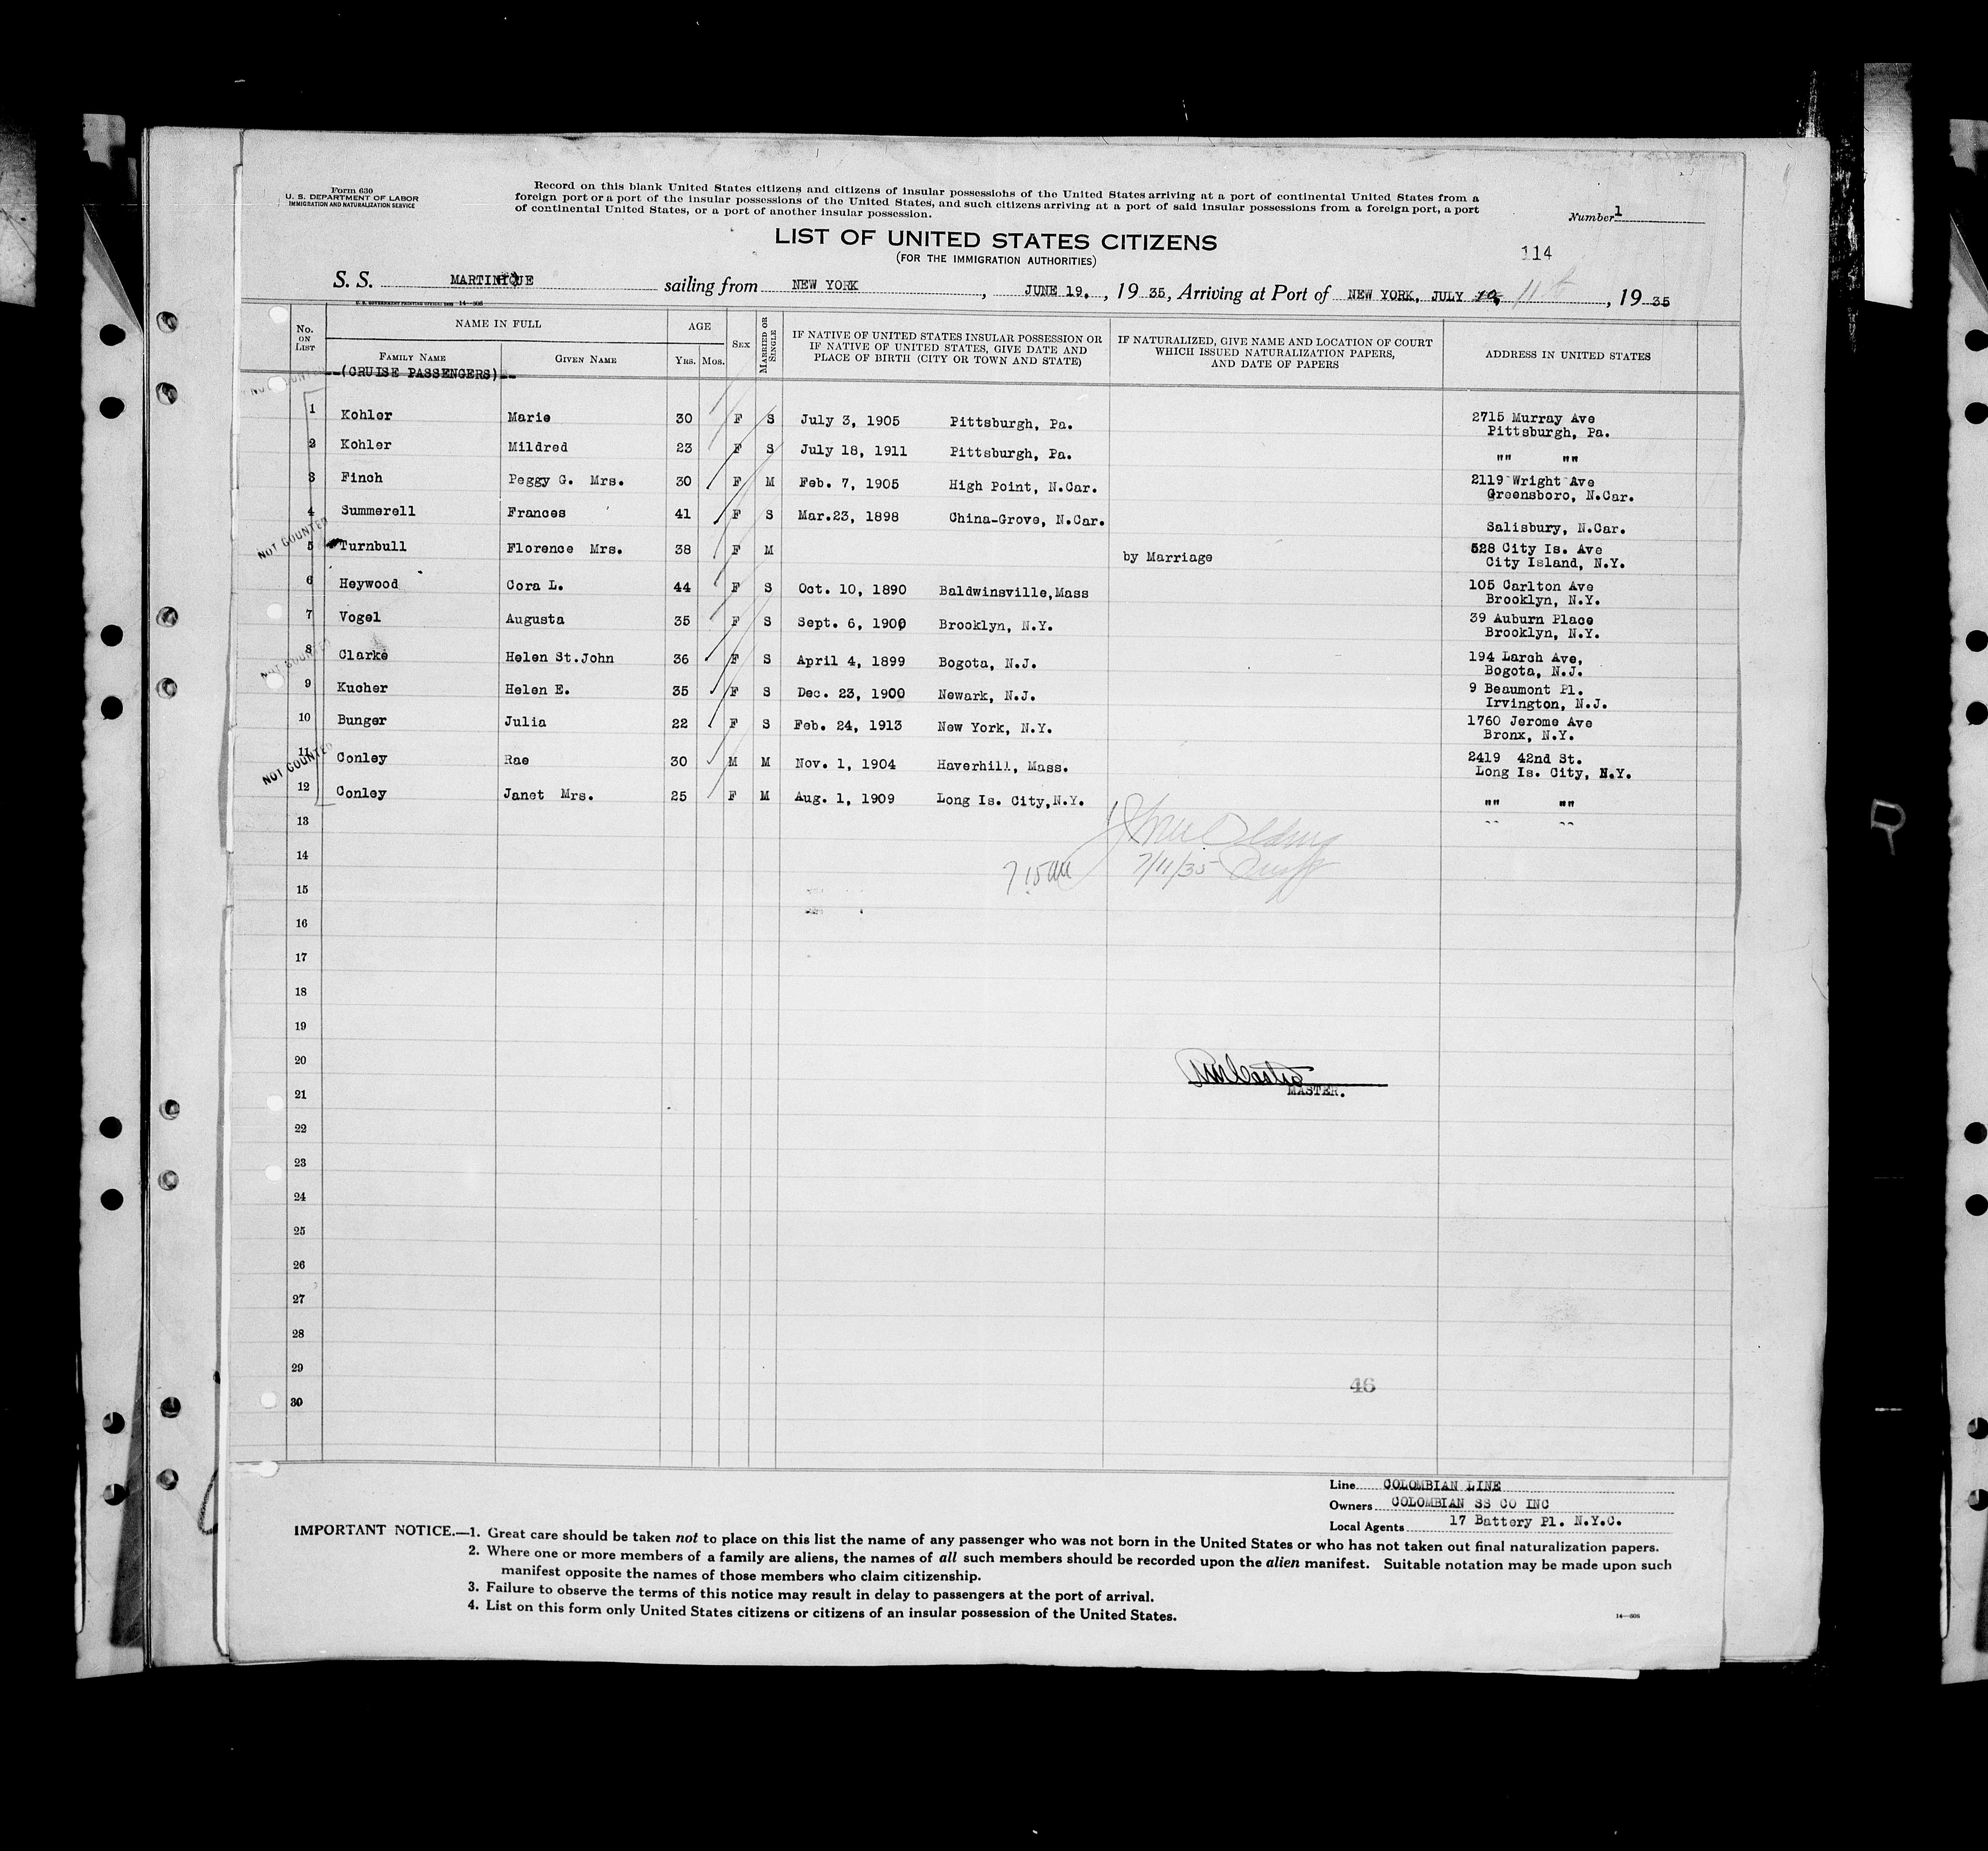 Form 630
U. S. DEPARTMENT OF LABOR
IMMIGRATION AND NATURALIZATION SERVICE
Record on this blank United States citizens and citizens of insular possessions of the United States arriving at a port of continental United States from a
foreign port or a port of the insular possessions of the United States, and such citizens arriving at a port of said insular possessions from a foreign port, a port
of continental United States, or a port of another insular possession.
Number 1
LIST OF UNITED STATES CITIZENS
(FOR THE IMMIGRATION AUTHORITIES)
114
S. S. MARTINIQUE sailing from NEW YORK, JUNE 19, , 19 35, Arriving at Port of NEW YORK, JULY 10, 11th , 19 35
U. S. GOVERNMENT PRINTING OFFICE: 14—608
No. ON LIST
NAME IN FULL
FAMILY NAME
GIVEN NAME
AGE
YRS. MOS.
SEX
MARRIED OR SINGLE
IF NATIVE OF UNITED STATES INSULAR POSSESSION OR
IF NATIVE OF UNITED STATES, GIVE DATE AND
PLACE OF BIRTH (CITY OR TOWN AND STATE)
IF NATURALIZED, GIVE NAME AND LOCATION OF COURT
WHICH ISSUED NATURALIZATION PAPERS,
AND DATE OF PAPERS
ADDRESS IN UNITED STATES
--(CRUISE PASSENGERS)--
NOT COUNTED
1 Kohler Marie 30 F S July 3, 1905 Pittsburgh, Pa. 2715 Murray Ave
Pittsburgh, Pa.
2 Kohler Mildred 23 F S July 18, 1911 Pittsburgh, Pa. "" ""
3 Finch Peggy G. Mrs. 30 F M Feb. 7, 1905 High Point, N.Car. 2119 Wright Ave
Greensboro, N.Car.
4 Summerell Frances 41 F S Mar.23, 1898 China-Grove, N.Car. Salisbury, N.Car.
NOT COUNTED
5 Turnbull Florence Mrs. 38 F M by Marriage 528 City Is. Ave
City Island, N.Y.
6 Heywood Cora L. 44 F S Oct. 10, 1890 Baldwinsville,Mass 105 Carlton Ave
Brooklyn, N.Y.
7 Vogel Augusta 35 F S Sept. 6, 1900 Brooklyn, N.Y. 39 Auburn Place
Brooklyn, N.Y.
NOT COUNTED
8 Clarke Helen St.John 36 F S April 4, 1899 Bogota, N.J. 194 Larch Ave,
Bogota, N.J.
9 Kucher Helen E. 35 F S Dec. 23, 1900 Newark, N.J. 9 Beaumont Pl.
Irvington, N.J.
10 Bunger Julia 22 F S Feb. 24, 1913 New York, N.Y. 1760 Jerome Ave
Bronx, N.Y.
NOT COUNTED
11 Conley Rae 30 M M Nov. 1, 1904 Haverhill, Mass. 2419 42nd St.
Long Is. City, N.Y.
12 Conley Janet Mrs. 25 F M Aug. 1, 1909 Long Is. City,N.Y. "" ""
13
14
7 15 AM 7/11/35
15
16
17
18
19
20
21
MASTER.
22
23
24
25
26
27
28
29
46
30
Line COLOMBIAN LINE
Owners COLOMBIAN SS CO INC
Local Agents 17 Battery Pl. N.Y.C.
IMPORTANT NOTICE.—1. Great care should be taken not to place on this list the name of any passenger who was not born in the United States or who has not taken out final naturalization papers.
2. Where one or more members of a family are aliens, the names of all such members should be recorded upon the alien manifest. Suitable notation may be made upon such
manifest opposite the names of those members who claim citizenship.
3. Failure to observe the terms of this notice may result in delay to passengers at the port of arrival.
4. List on this form only United States citizens or citizens of an insular possession of the United States.
14—608